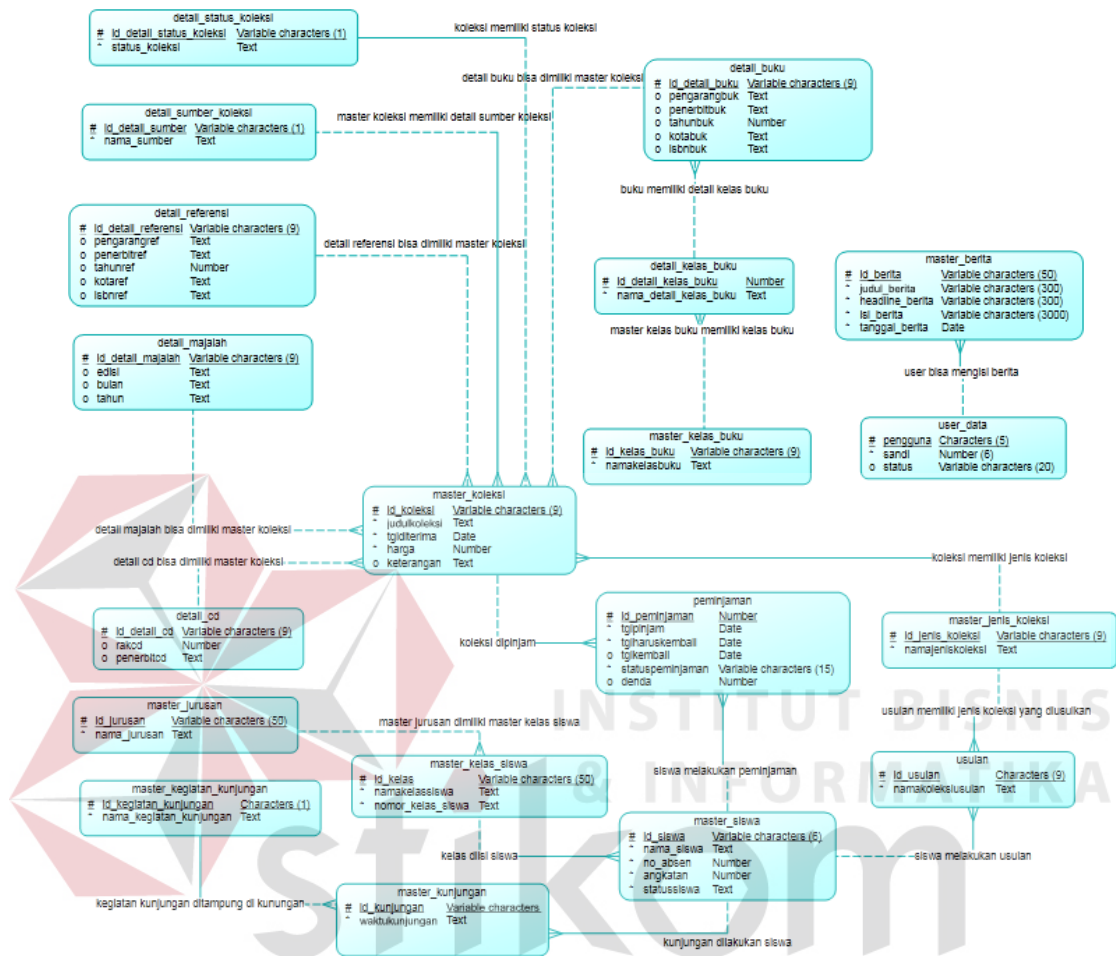 detail_status_koleksi
# Id_detail_status_koleksi Variable characters (1)
* status_koleksi Text
koleksi memiliki status koleksi
detail_sumber_koleksi
# Id_detail_sumber Variable characters (1)
* nama_sumber Text
master koleksi memiliki detail sumber koleksi
detail buku bisa dimiliki master koleksi
detail_buku
# Id_detail_buku Variable characters (9)
o pengarangbuk Text
o penerbitbuk Text
o tahunbuk Number
o kotabuk Text
o isbnbuk Text
buku memiliki detail kelas buku
detail_referensi
# Id_detail_referensi Variable characters (9)
o pengarangref Text
o penerbitref Text
o tahunref Number
o kotaref Text
o isbnref Text
detail referensi bisa dimiliki master koleksi
detail_kelas_buku
# Id_detail_kelas_buku Number
* nama_detail_kelas_buku Text
master kelas buku memiliki kelas buku
master_berita
# Id_berita Variable characters (50)
* judul_berita Variable characters (300)
* headline_berita Variable characters (300)
* isi_berita Variable characters (3000)
* tanggal_berita Date
user bisa mengisi berita
detail_majalah
# Id_detail_majalah Variable characters (9)
o edisi Text
o bulan Text
o tahun Text
master_kelas_buku
# Id_kelas_buku Variable characters (9)
* namakelasbuku Text
user_data
# pengguna Characters (5)
* sandi Number (6)
o status Variable characters (20)
master_koleksi
# Id_koleksi Variable characters (9)
* judulkoleksi Text
* tglditerima Date
* harga Number
o keterangan Text
detail majalah bisa dimiliki master koleksi
detail cd bisa dimiliki master koleksi
koleksi memiliki jenis koleksi
detail_cd
# Id_detail_cd Variable characters (9)
o rakcd Number
o penerbitcd Text
koleksi dipinjam
peminjaman
# Id_peminjaman Number
* tglpinjam Date
* tglharuskembali Date
o tglkembali Date
* statuspeminjaman Variable characters (15)
o denda Number
master_jenis_koleksi
# Id_jenis_koleksi Variable characters (9)
* namajeniskoleksi Text
master_jurusan
# Id_jurusan Variable characters (50)
* nama_jurusan Text
master jurusan dimiliki master kelas siswa
INSTITUT BISNIS
& INFORMATIKA
usulan memiliki jenis koleksi yang diusulkan
master_kelas_siswa
# Id_kelas Variable characters (50)
* namakelassiswa Text
* nomor_kelas_siswa Text
siswa melakukan peminjaman
usulan
# Id_usulan Characters (9)
* namakoleksiusulan Text
master_kegiatan_kunjungan
# Id_kegiatan_kunjungan Characters (1)
* nama_kegiatan_kunjungan Text
kelas diisi siswa
master_siswa
# Id_siswa Variable characters (6)
* nama_siswa Text
* no_absen Number
* angkatan Number
* statussiswa Text
siswa melakukan usulan
stikom
kegiatan kunjungan ditampung di kunungan
master_kunjungan
# Id_kunjungan Variable characters
* waktukunjungan Text
kunjungan dilakukan siswa